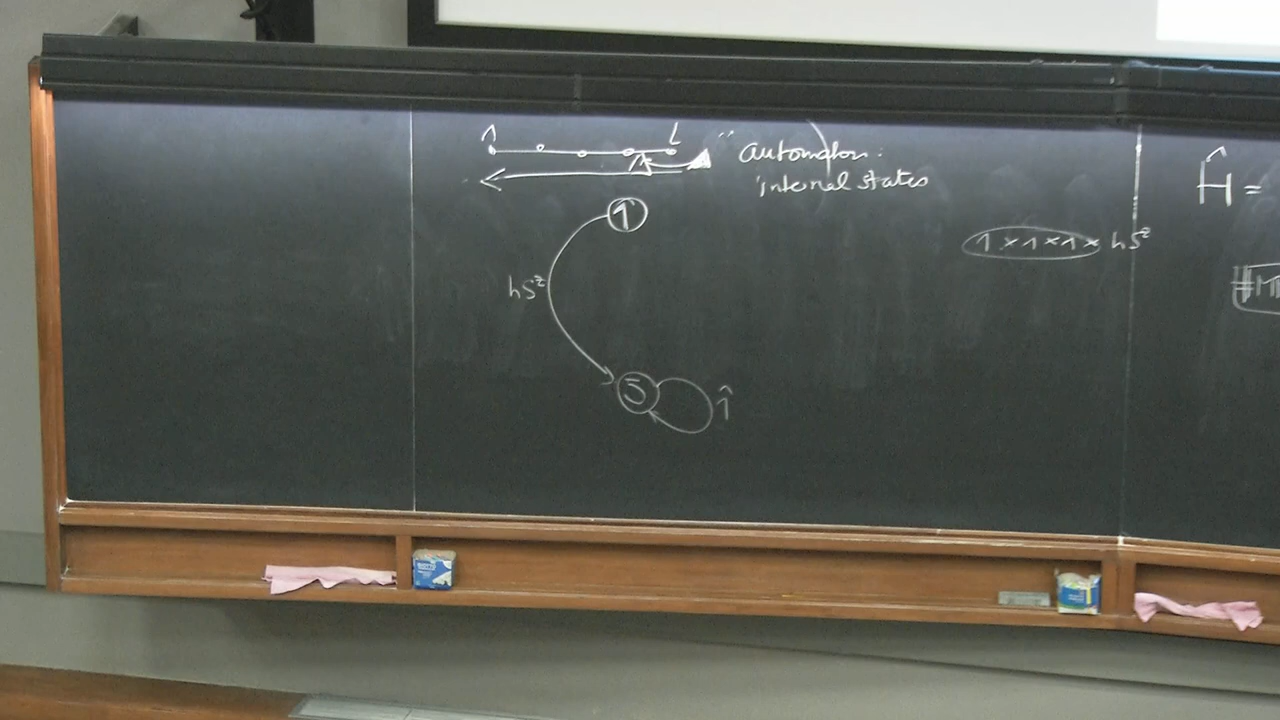 1 L
" automaton :
internal states
1
hS^z
5 1̂
1 × 1 × 1 × hS^z
Ĥ =